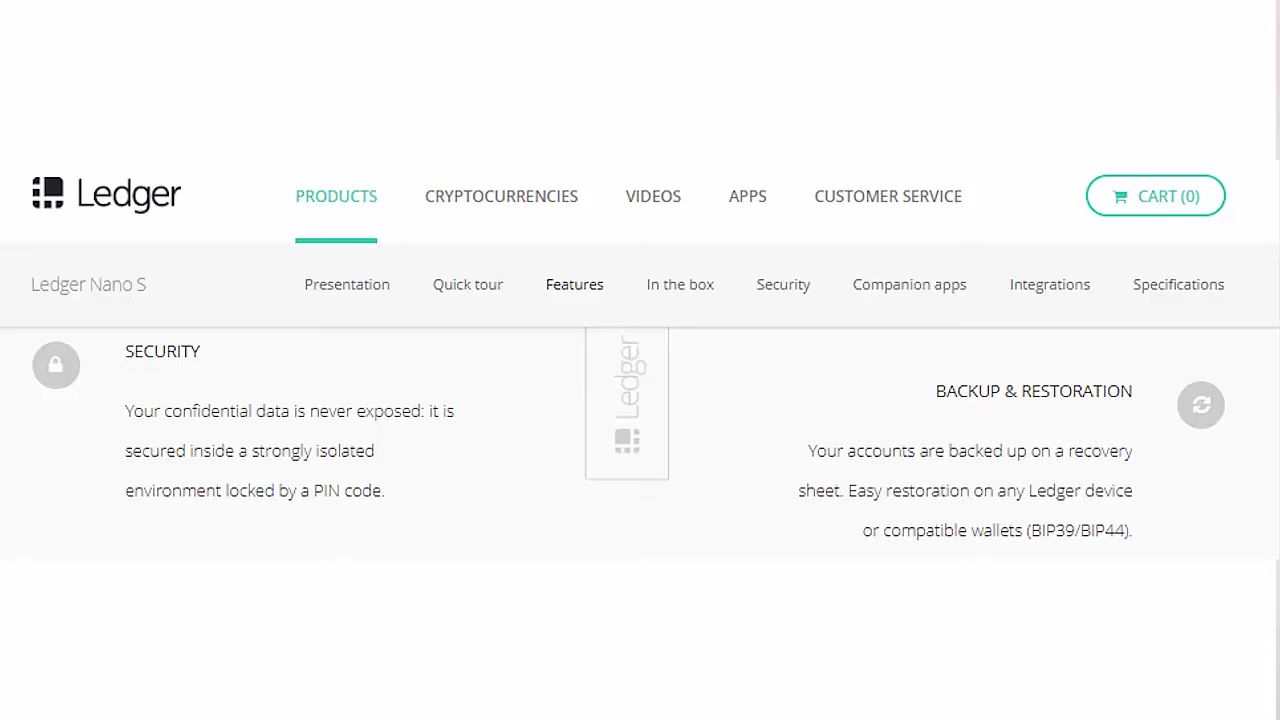 Ledger
PRODUCTS
CRYPTOCURRENCIES
VIDEOS
APPS
CUSTOMER SERVICE
CART (0)
Ledger Nano S
Presentation
Quick tour
Features
In the box
Security
Companion apps
Integrations
Specifications
SECURITY
Your confidential data is never exposed: it is
secured inside a strongly isolated
environment locked by a PIN code.
Ledger
BACKUP & RESTORATION
Your accounts are backed up on a recovery
sheet. Easy restoration on any Ledger device
or compatible wallets (BIP39/BIP44).